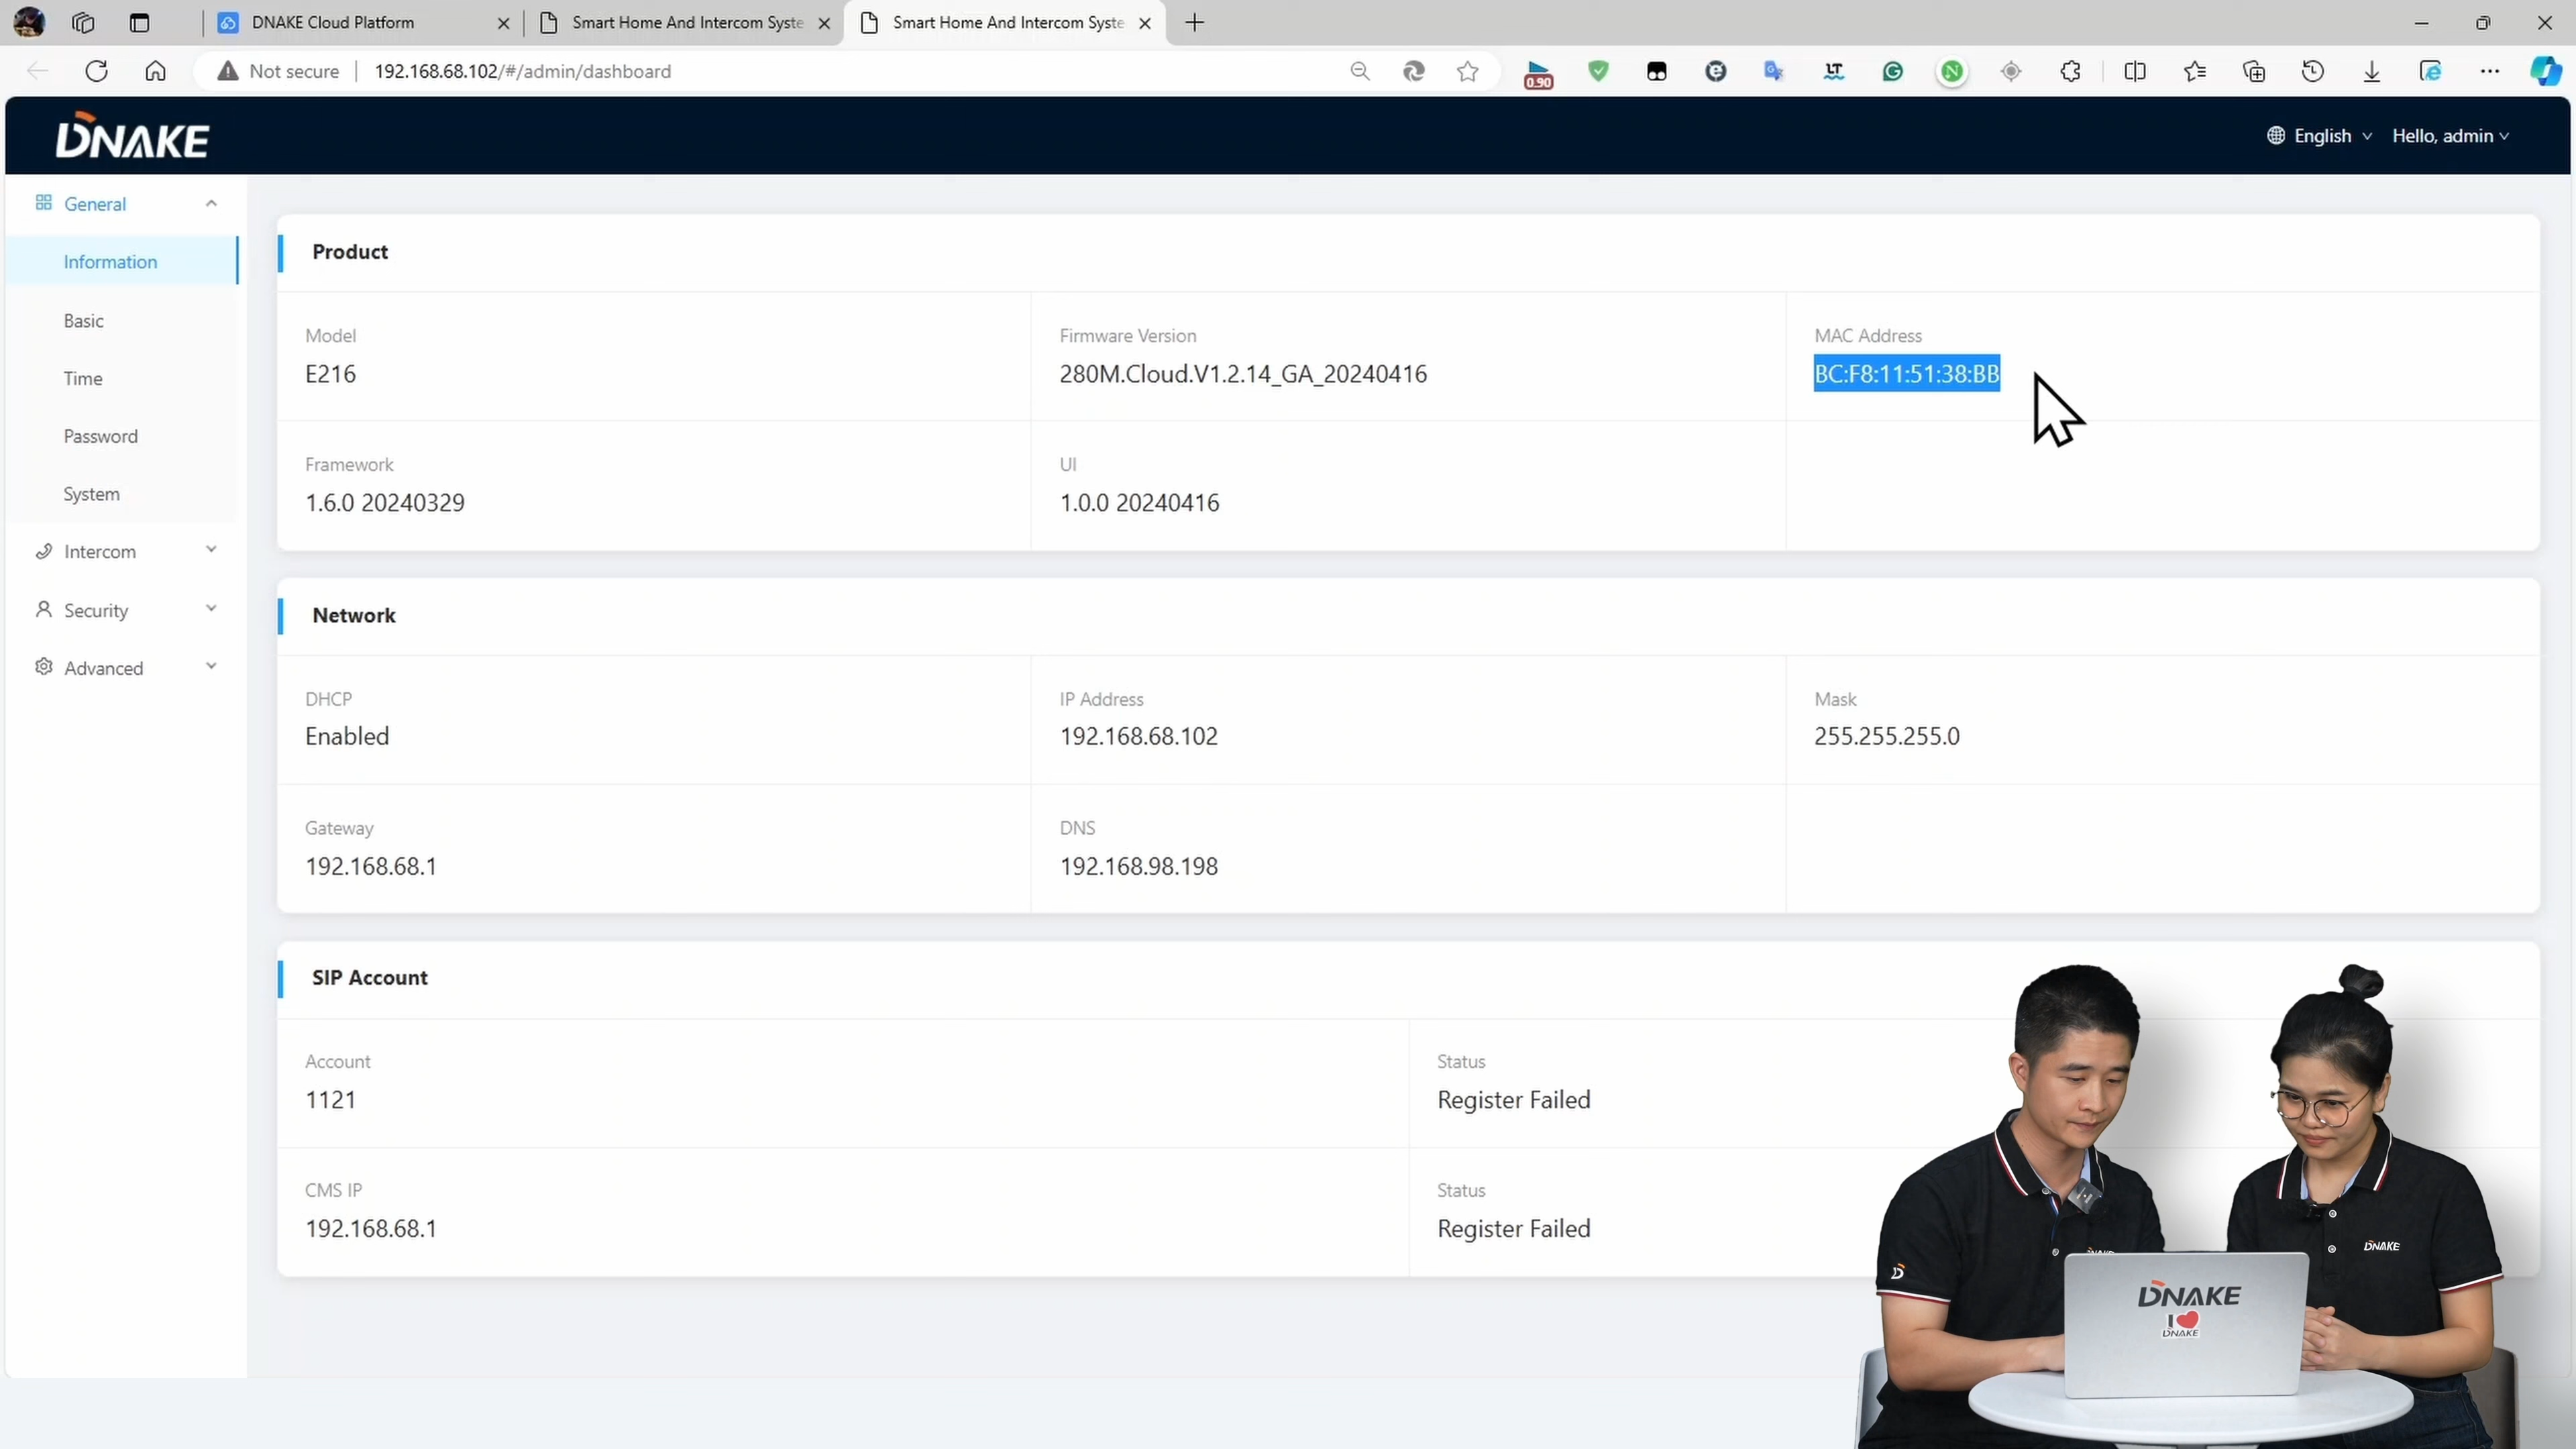 DNAKE Cloud Platform
Smart Home And Intercom Syste
Smart Home And Intercom Syste
Not secure
192.168.68.102/#/admin/dashboard
0.90
DNAKE
English
Hello, admin
General
Information
Basic
Time
Password
System
Intercom
Security
Advanced
Product
Model
E216
Firmware Version
280M.Cloud.V1.2.14_GA_20240416
MAC Address
BC:F8:11:51:38:BB
Framework
1.6.0 20240329
UI
1.0.0 20240416
Network
DHCP
Enabled
IP Address
192.168.68.102
Mask
255.255.255.0
Gateway
192.168.68.1
DNS
192.168.98.198
SIP Account
Account
1121
Status
Register Failed
CMS IP
192.168.68.1
Status
Register Failed
DNAKE
DNAKE
I
DNAKE